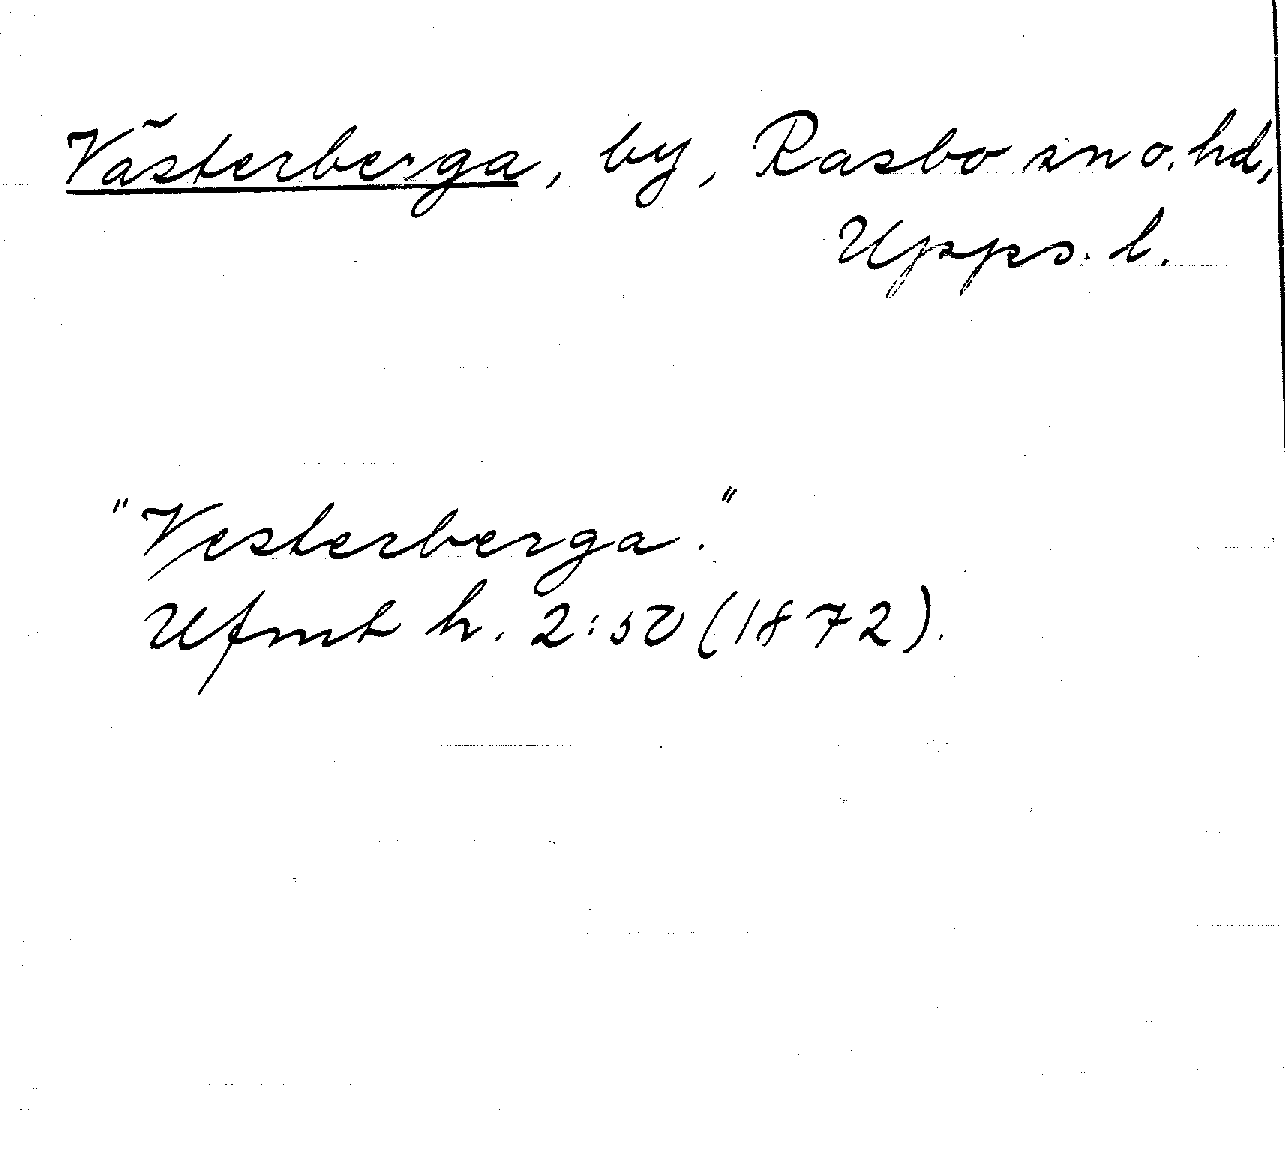 Västerberga, by, Rasbo sn o. hd,
Upps. l.
"Vesterberga."
Ufmt h. 2:50 (1872).